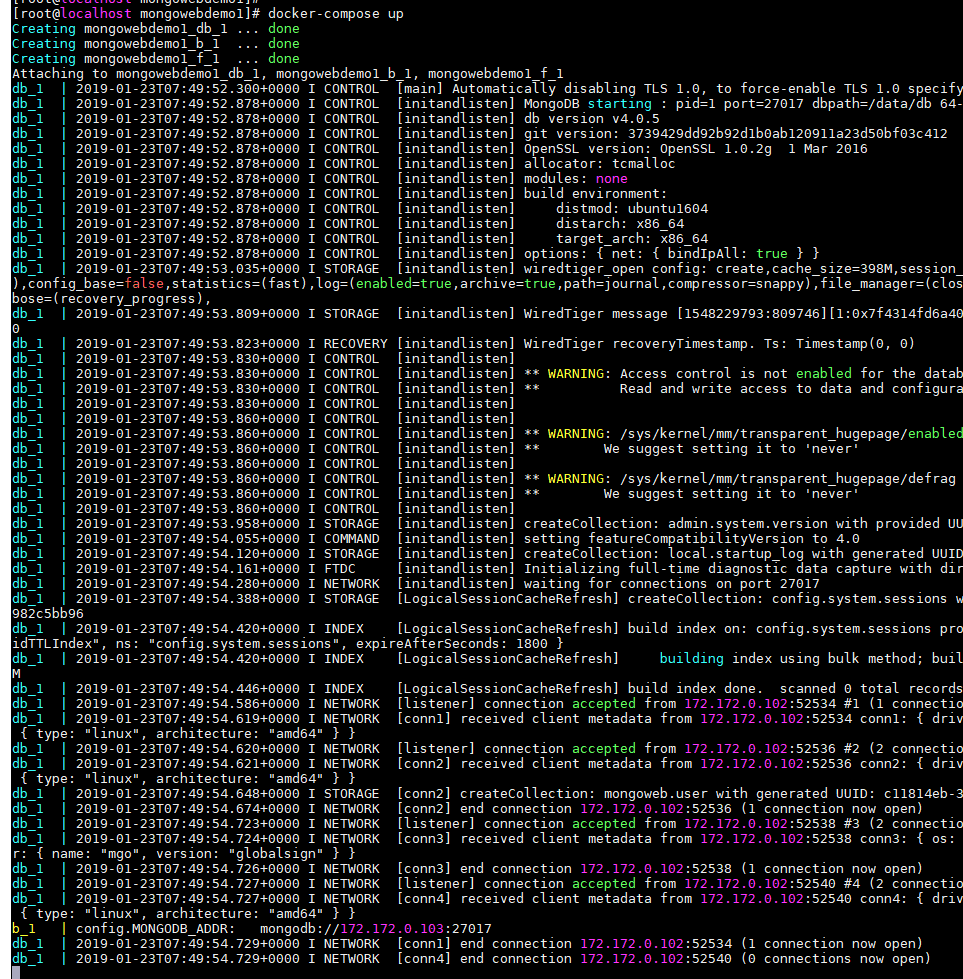 [root@localhost mongowebdemo1]#
[root@localhost mongowebdemo1]# docker-compose up
Creating mongowebdemo1_db_1 ... done
Creating mongowebdemo1_b_1  ... done
Creating mongowebdemo1_f_1  ... done
Attaching to mongowebdemo1_db_1, mongowebdemo1_b_1, mongowebdemo1_f_1
db_1  | 2019-01-23T07:49:52.300+0000 I CONTROL  [main] Automatically disabling TLS 1.0, to force-enable TLS 1.0 specify
db_1  | 2019-01-23T07:49:52.878+0000 I CONTROL  [initandlisten] MongoDB starting : pid=1 port=27017 dbpath=/data/db 64-
db_1  | 2019-01-23T07:49:52.878+0000 I CONTROL  [initandlisten] db version v4.0.5
db_1  | 2019-01-23T07:49:52.878+0000 I CONTROL  [initandlisten] git version: 3739429dd92b92d1b0ab120911a23d50bf03c412
db_1  | 2019-01-23T07:49:52.878+0000 I CONTROL  [initandlisten] OpenSSL version: OpenSSL 1.0.2g  1 Mar 2016
db_1  | 2019-01-23T07:49:52.878+0000 I CONTROL  [initandlisten] allocator: tcmalloc
db_1  | 2019-01-23T07:49:52.878+0000 I CONTROL  [initandlisten] modules: none
db_1  | 2019-01-23T07:49:52.878+0000 I CONTROL  [initandlisten] build environment:
db_1  | 2019-01-23T07:49:52.878+0000 I CONTROL  [initandlisten]     distmod: ubuntu1604
db_1  | 2019-01-23T07:49:52.878+0000 I CONTROL  [initandlisten]     distarch: x86_64
db_1  | 2019-01-23T07:49:52.878+0000 I CONTROL  [initandlisten]     target_arch: x86_64
db_1  | 2019-01-23T07:49:52.878+0000 I CONTROL  [initandlisten] options: { net: { bindIpAll: true } }
db_1  | 2019-01-23T07:49:53.035+0000 I STORAGE  [initandlisten] wiredtiger_open config: create,cache_size=398M,session_
),config_base=false,statistics=(fast),log=(enabled=true,archive=true,path=journal,compressor=snappy),file_manager=(clos
bose=(recovery_progress),
db_1  | 2019-01-23T07:49:53.809+0000 I STORAGE  [initandlisten] WiredTiger message [1548229793:809746][1:0x7f4314fd6a40
0
db_1  | 2019-01-23T07:49:53.823+0000 I RECOVERY [initandlisten] WiredTiger recoveryTimestamp. Ts: Timestamp(0, 0)
db_1  | 2019-01-23T07:49:53.830+0000 I CONTROL  [initandlisten]
db_1  | 2019-01-23T07:49:53.830+0000 I CONTROL  [initandlisten] ** WARNING: Access control is not enabled for the datab
db_1  | 2019-01-23T07:49:53.830+0000 I CONTROL  [initandlisten] **          Read and write access to data and configura
db_1  | 2019-01-23T07:49:53.830+0000 I CONTROL  [initandlisten]
db_1  | 2019-01-23T07:49:53.860+0000 I CONTROL  [initandlisten]
db_1  | 2019-01-23T07:49:53.860+0000 I CONTROL  [initandlisten] ** WARNING: /sys/kernel/mm/transparent_hugepage/enabled
db_1  | 2019-01-23T07:49:53.860+0000 I CONTROL  [initandlisten] **        We suggest setting it to 'never'
db_1  | 2019-01-23T07:49:53.860+0000 I CONTROL  [initandlisten]
db_1  | 2019-01-23T07:49:53.860+0000 I CONTROL  [initandlisten] ** WARNING: /sys/kernel/mm/transparent_hugepage/defrag
db_1  | 2019-01-23T07:49:53.860+0000 I CONTROL  [initandlisten] **        We suggest setting it to 'never'
db_1  | 2019-01-23T07:49:53.860+0000 I CONTROL  [initandlisten]
db_1  | 2019-01-23T07:49:53.958+0000 I STORAGE  [initandlisten] createCollection: admin.system.version with provided UU
db_1  | 2019-01-23T07:49:54.055+0000 I COMMAND  [initandlisten] setting featureCompatibilityVersion to 4.0
db_1  | 2019-01-23T07:49:54.120+0000 I STORAGE  [initandlisten] createCollection: local.startup_log with generated UUID
db_1  | 2019-01-23T07:49:54.161+0000 I FTDC     [initandlisten] Initializing full-time diagnostic data capture with dir
db_1  | 2019-01-23T07:49:54.280+0000 I NETWORK  [initandlisten] waiting for connections on port 27017
db_1  | 2019-01-23T07:49:54.388+0000 I STORAGE  [LogicalSessionCacheRefresh] createCollection: config.system.sessions w
982c5bb96
db_1  | 2019-01-23T07:49:54.420+0000 I INDEX    [LogicalSessionCacheRefresh] build index on: config.system.sessions pro
idTTLIndex", ns: "config.system.sessions", expireAfterSeconds: 1800 }
db_1  | 2019-01-23T07:49:54.420+0000 I INDEX    [LogicalSessionCacheRefresh]     building index using bulk method; buil
M
db_1  | 2019-01-23T07:49:54.446+0000 I INDEX    [LogicalSessionCacheRefresh] build index done.  scanned 0 total records
db_1  | 2019-01-23T07:49:54.586+0000 I NETWORK  [listener] connection accepted from 172.172.0.102:52534 #1 (1 connectio
db_1  | 2019-01-23T07:49:54.619+0000 I NETWORK  [conn1] received client metadata from 172.172.0.102:52534 conn1: { driv
 { type: "linux", architecture: "amd64" } }
db_1  | 2019-01-23T07:49:54.620+0000 I NETWORK  [listener] connection accepted from 172.172.0.102:52536 #2 (2 connectio
db_1  | 2019-01-23T07:49:54.621+0000 I NETWORK  [conn2] received client metadata from 172.172.0.102:52536 conn2: { driv
 { type: "linux", architecture: "amd64" } }
db_1  | 2019-01-23T07:49:54.648+0000 I STORAGE  [conn2] createCollection: mongoweb.user with generated UUID: c11814eb-3
db_1  | 2019-01-23T07:49:54.674+0000 I NETWORK  [conn2] end connection 172.172.0.102:52536 (1 connection now open)
db_1  | 2019-01-23T07:49:54.723+0000 I NETWORK  [listener] connection accepted from 172.172.0.102:52538 #3 (2 connectio
db_1  | 2019-01-23T07:49:54.724+0000 I NETWORK  [conn3] received client metadata from 172.172.0.102:52538 conn3: { os:
r: { name: "mgo", version: "globalsign" } }
db_1  | 2019-01-23T07:49:54.726+0000 I NETWORK  [conn3] end connection 172.172.0.102:52538 (1 connection now open)
db_1  | 2019-01-23T07:49:54.727+0000 I NETWORK  [listener] connection accepted from 172.172.0.102:52540 #4 (2 connectio
db_1  | 2019-01-23T07:49:54.727+0000 I NETWORK  [conn4] received client metadata from 172.172.0.102:52540 conn4: { driv
 { type: "linux", architecture: "amd64" } }
b_1   | config.MONGODB_ADDR:   mongodb://172.172.0.103:27017
db_1  | 2019-01-23T07:49:54.729+0000 I NETWORK  [conn1] end connection 172.172.0.102:52534 (1 connection now open)
db_1  | 2019-01-23T07:49:54.729+0000 I NETWORK  [conn4] end connection 172.172.0.102:52540 (0 connections now open)